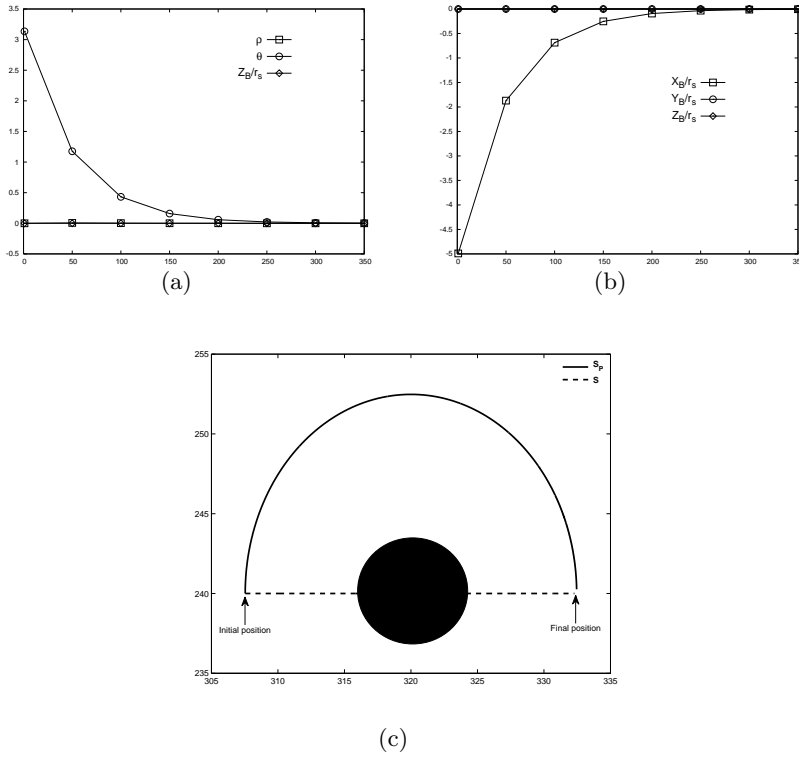 3.5
3
2.5
2
1.5
1
0.5
0
-0.5
0 50 100 150 200 250 300 350
ρ
θ
Z_B/r_s
(a)
0
-0.5
-1
-1.5
-2
-2.5
-3
-3.5
-4
-4.5
-5
0 50 100 150 200 250 300 35
X_B/r_s
Y_B/r_s
Z_B/r_s
(b)
255
250
245
240
235
305 310 315 320 325 330 335
S_P
S
Initial position
Final position
(c)